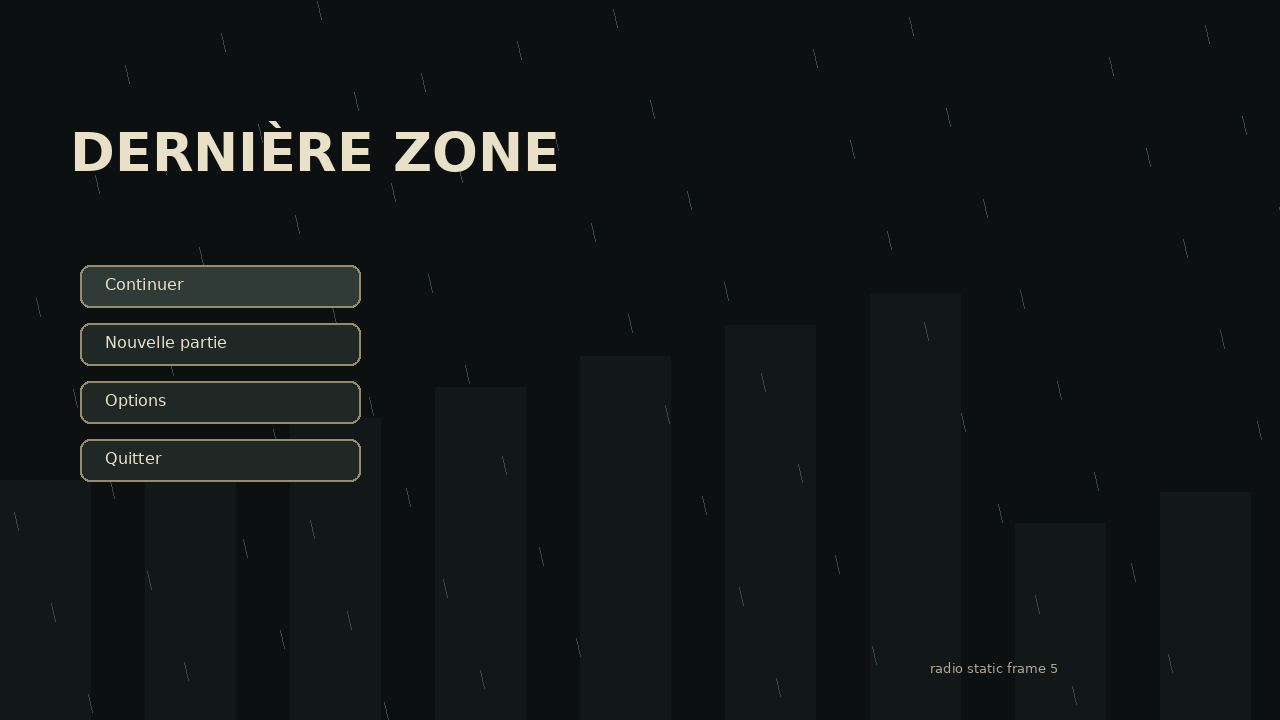 DERNIÈRE ZONE
Continuer
Nouvelle partie
Options
Quitter
radio static frame 5